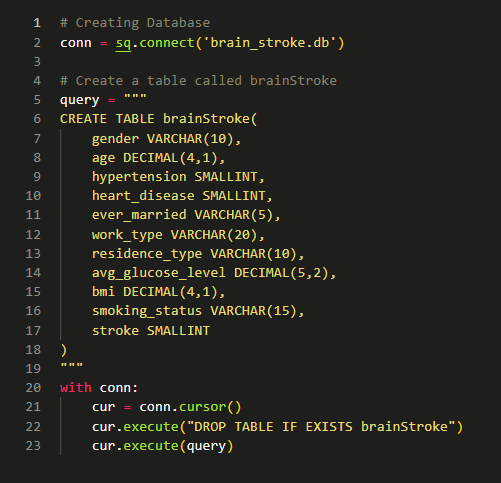 1 # Creating Database
2 conn = sq.connect('brain_stroke.db')
3
4 # Create a table called brainStroke
5 query = """
6 CREATE TABLE brainStroke(
7     gender VARCHAR(10),
8     age DECIMAL(4,1),
9     hypertension SMALLINT,
10     heart_disease SMALLINT,
11     ever_married VARCHAR(5),
12     work_type VARCHAR(20),
13     residence_type VARCHAR(10),
14     avg_glucose_level DECIMAL(5,2),
15     bmi DECIMAL(4,1),
16     smoking_status VARCHAR(15),
17     stroke SMALLINT
18 )
19 """
20 with conn:
21     cur = conn.cursor()
22     cur.execute("DROP TABLE IF EXISTS brainStroke")
23     cur.execute(query)